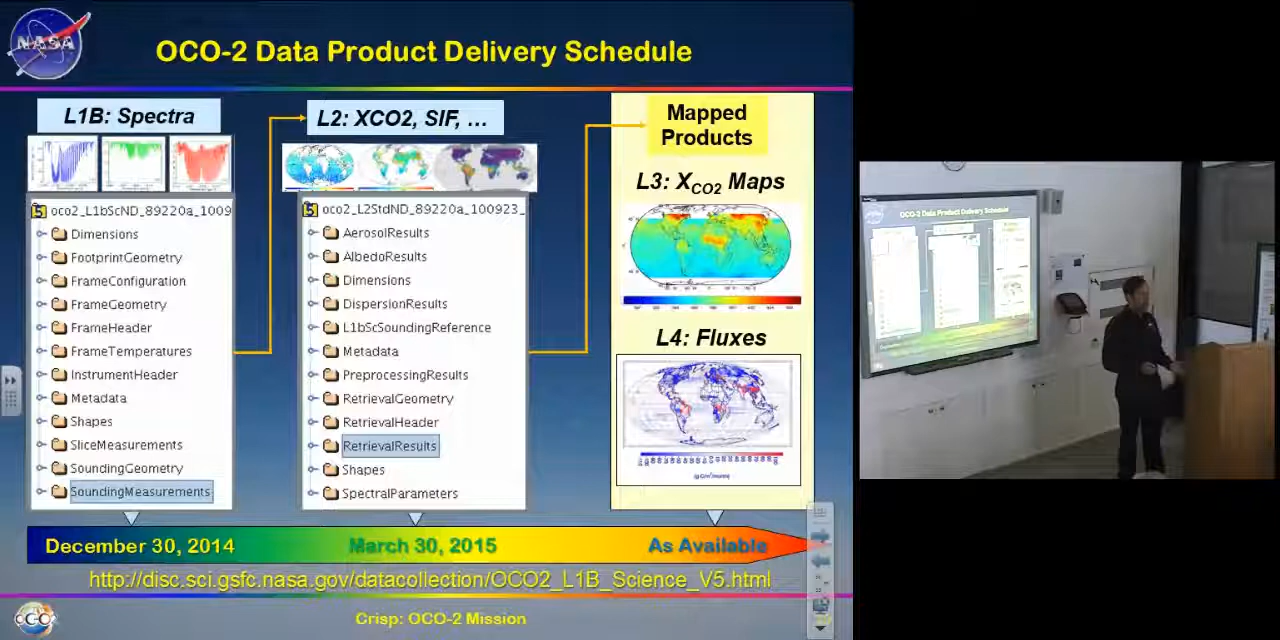 NASA
OCO-2 Data Product Delivery Schedule
L1B: Spectra
oco2_L1bScND_89220a_1009
Dimensions
FootprintGeometry
FrameConfiguration
FrameGeometry
FrameHeader
FrameTemperatures
InstrumentHeader
Metadata
Shapes
SliceMeasurements
SoundingGeometry
SoundingMeasurements
L2: XCO2, SIF, …
oco2_L2StdND_89220a_100923_
AerosolResults
AlbedoResults
Dimensions
DispersionResults
L1bScSoundingReference
Metadata
PreprocessingResults
RetrievalGeometry
RetrievalHeader
RetrievalResults
Shapes
SpectralParameters
Mapped
Products
L3: XCO2 Maps
L4: Fluxes
December 30, 2014
March 30, 2015
As Available
http://disc.sci.gsfc.nasa.gov/datacollection/OCO2_L1B_Science_V5.html
OCO-2
Crisp: OCO-2 Mission
OCO-2 Data Product Delivery Schedule